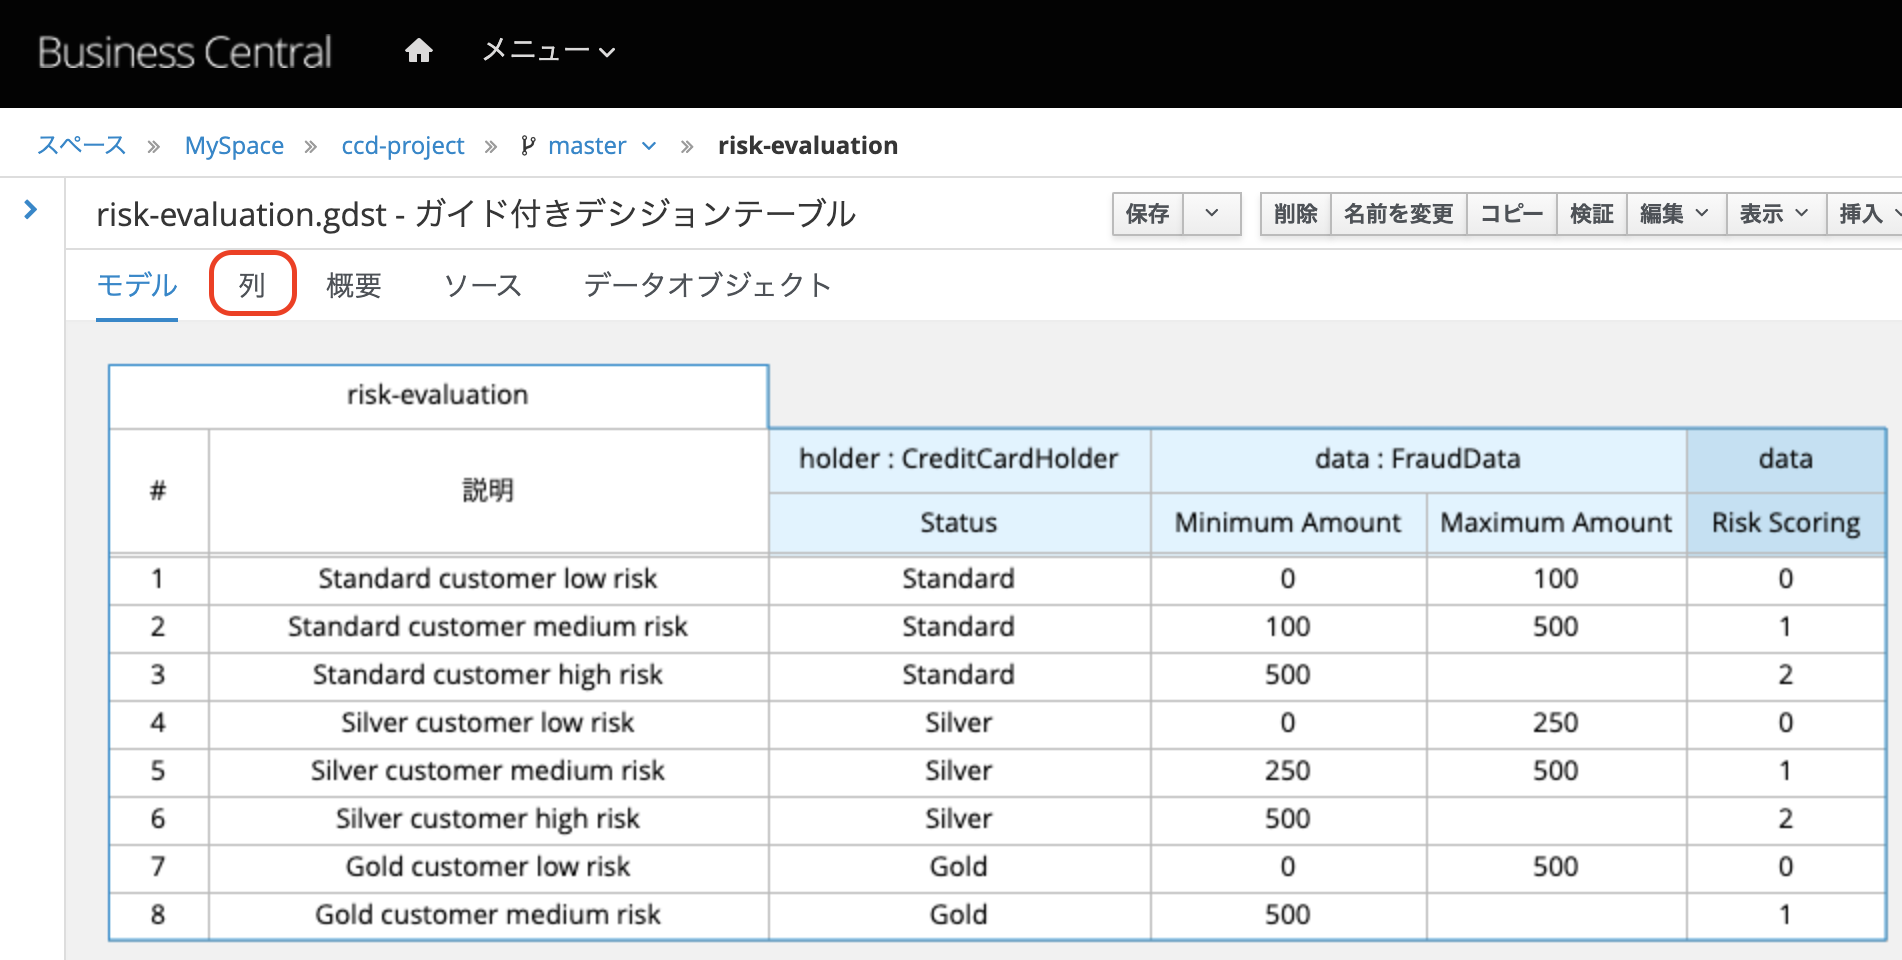 Business Central メニュー
スペース » MySpace » ccd-project » master » risk-evaluation
risk-evaluation.gdst - ガイド付きデシジョンテーブル 保存 削除 名前を変更 コピー 検証 編集 表示 挿入
モデル 列 概要 ソース データオブジェクト
risk-evaluation
holder : CreditCardHolder data : FraudData data
# 説明
Status Minimum Amount Maximum Amount Risk Scoring
1 Standard customer low risk Standard 0 100 0
2 Standard customer medium risk Standard 100 500 1
3 Standard customer high risk Standard 500 2
4 Silver customer low risk Silver 0 250 0
5 Silver customer medium risk Silver 250 500 1
6 Silver customer high risk Silver 500 2
7 Gold customer low risk Gold 0 500 0
8 Gold customer medium risk Gold 500 1